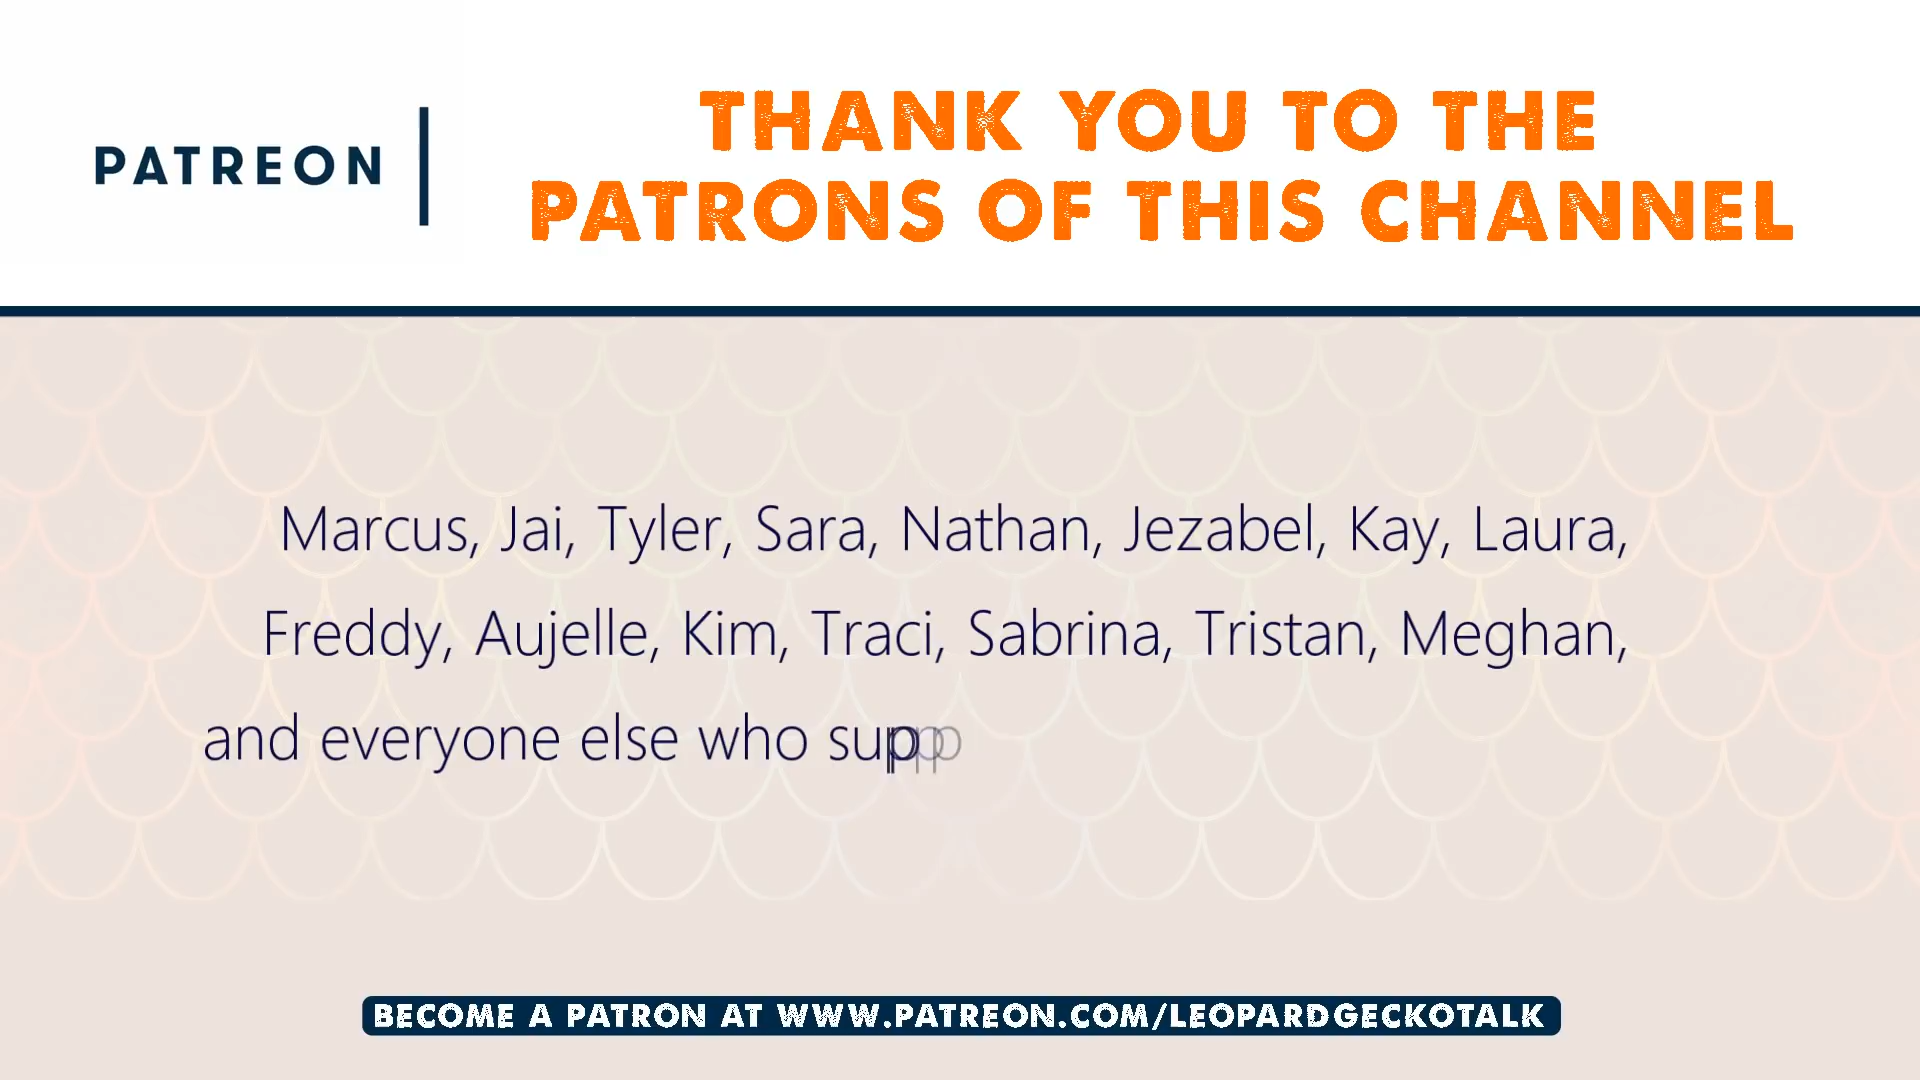 PATREON
THANK YOU TO THE
PATRONS OF THIS CHANNEL
Marcus, Jai, Tyler, Sara, Nathan, Jezabel, Kay, Laura,
Freddy, Aujelle, Kim, Traci, Sabrina, Tristan, Meghan,
and everyone else who supp
BECOME A PATRON AT WWW.PATREON.COM/LEOPARDGECKOTALK